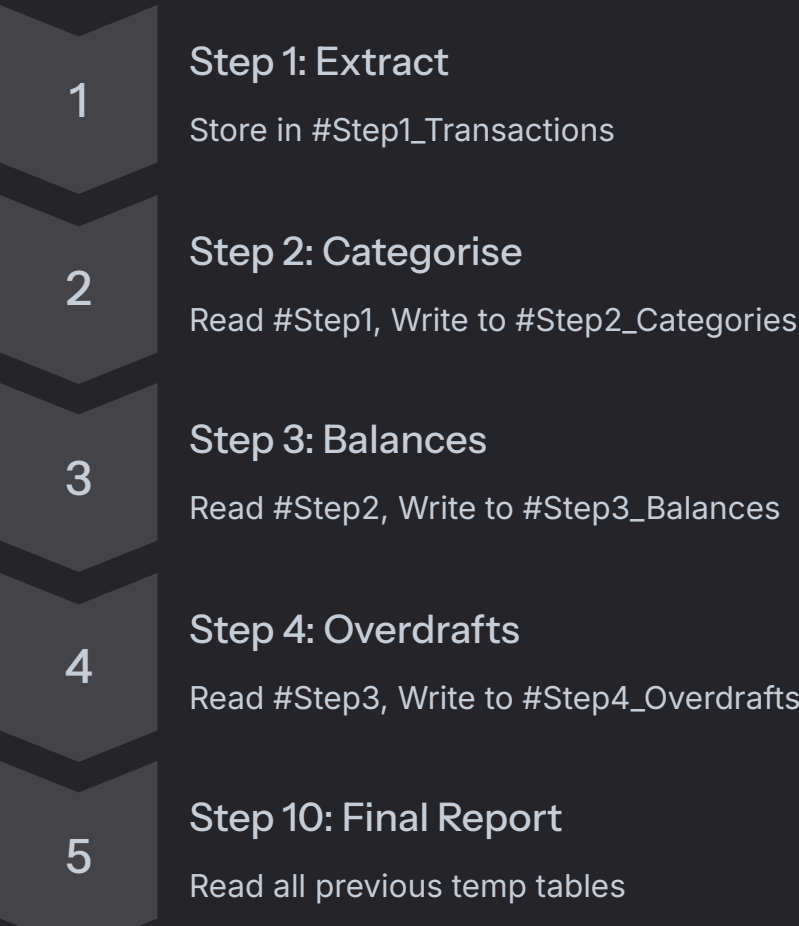 1
Step 1: Extract
Store in #Step1_Transactions
2
Step 2: Categorise
Read #Step1, Write to #Step2_Categories
3
Step 3: Balances
Read #Step2, Write to #Step3_Balances
4
Step 4: Overdrafts
Read #Step3, Write to #Step4_Overdrafts
5
Step 10: Final Report
Read all previous temp tables